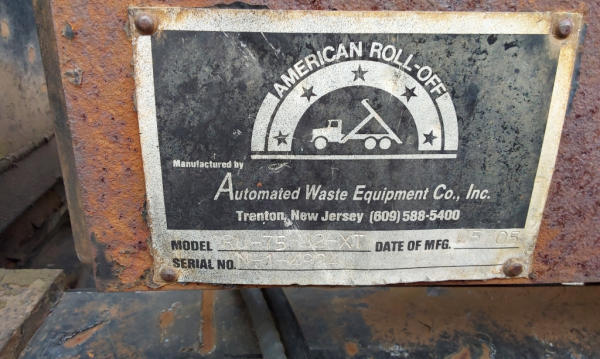 AMERICAN ROLL-OFF
Manufactured by
Automated Waste Equipment Co., Inc.
Trenton, New Jersey (609) 588-5400
MODEL DATE OF MFG. 05
SERIAL NO.